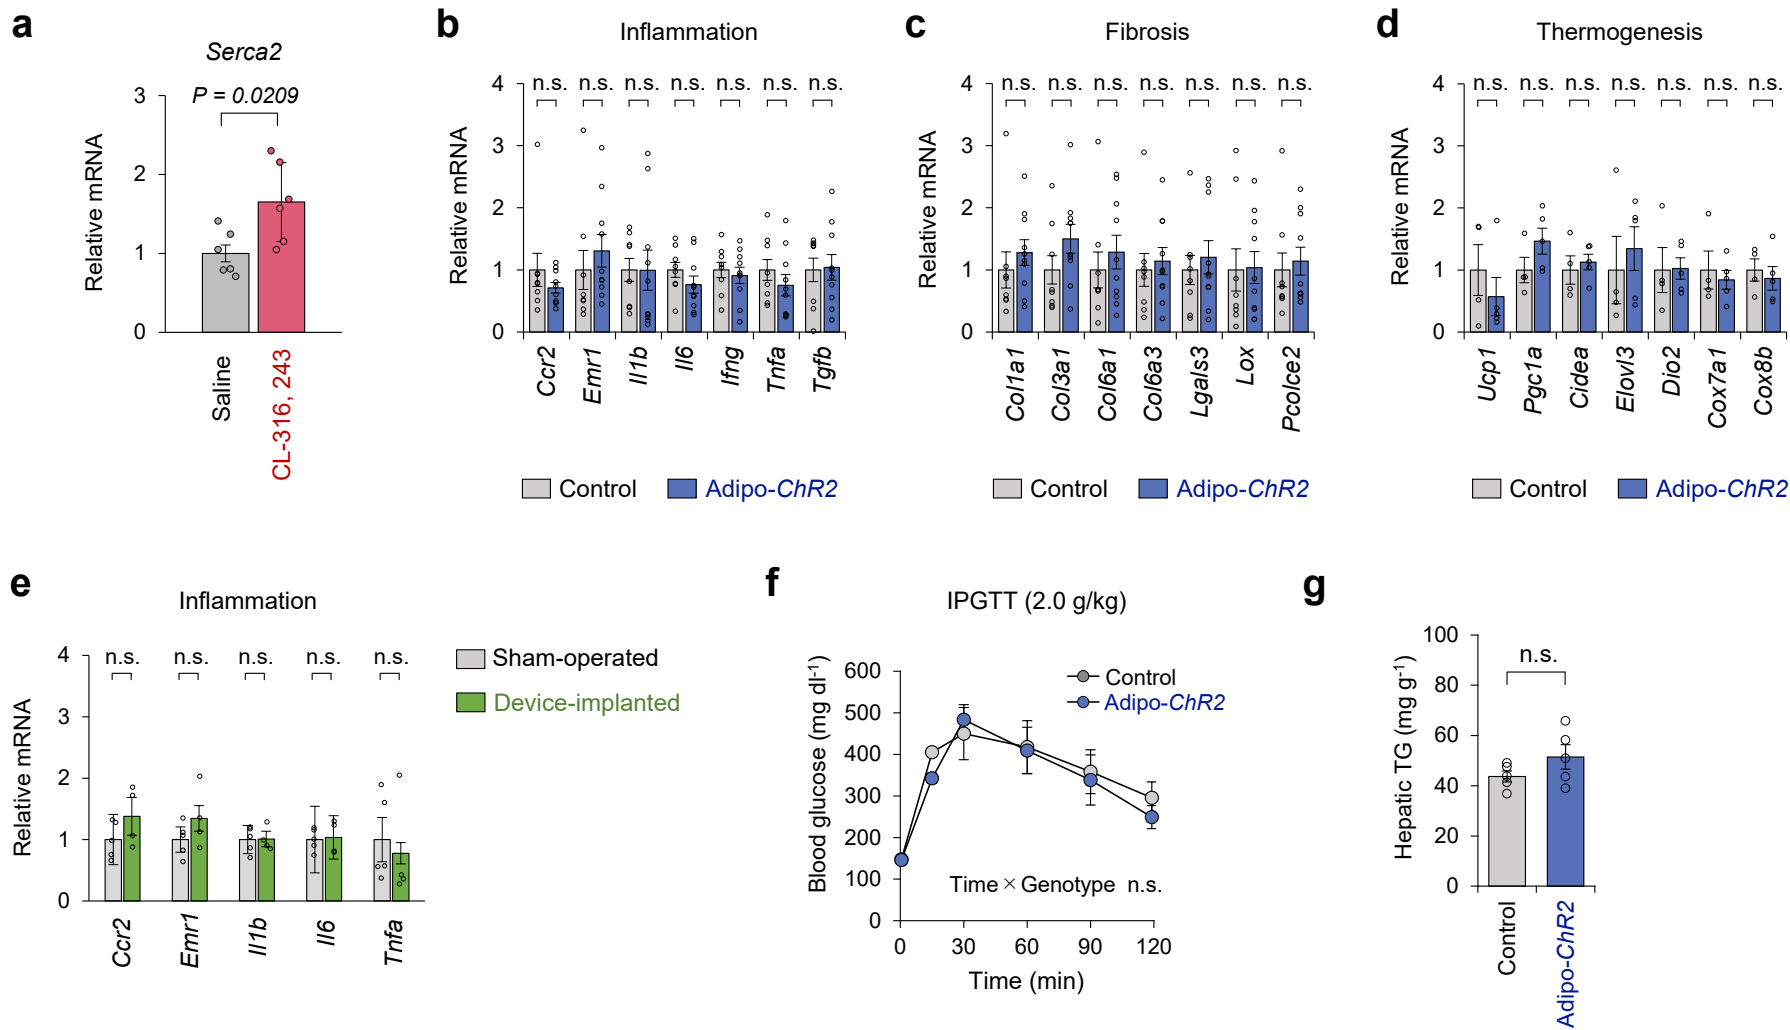 a
Serca2
P = 0.0209
3
2
1
0
Relative mRNA
Saline
CL-316, 243
b
Inflammation
n.s. n.s. n.s. n.s. n.s. n.s. n.s.
4
3
2
1
0
Relative mRNA
Ccr2 Emr1 Il1b Il6 Ifng Tnfa Tgfb
Control Adipo-ChR2
c
Fibrosis
n.s. n.s. n.s. n.s. n.s. n.s. n.s.
4
3
2
1
0
Relative mRNA
Col1a1 Col3a1 Col6a1 Col6a3 Lgals3 Lox Pcolce2
Control Adipo-ChR2
d
Thermogenesis
n.s. n.s. n.s. n.s. n.s. n.s. n.s.
4
3
2
1
0
Relative mRNA
Ucp1 Pgc1a Cidea Elovl3 Dio2 Cox7a1 Cox8b
Control Adipo-ChR2
e
Inflammation
n.s. n.s. n.s. n.s. n.s.
4
3
2
1
0
Relative mRNA
Ccr2 Emr1 Il1b Il6 Tnfa
Sham-operated
Device-implanted
f
IPGTT (2.0 g/kg)
600
500
400
300
200
100
0
Blood glucose (mg dl-1)
Control
Adipo-ChR2
Time × Genotype n.s.
0 30 60 90 120
Time (min)
g
100
80
60
40
20
0
Hepatic TG (mg g-1)
n.s.
Control
Adipo-ChR2